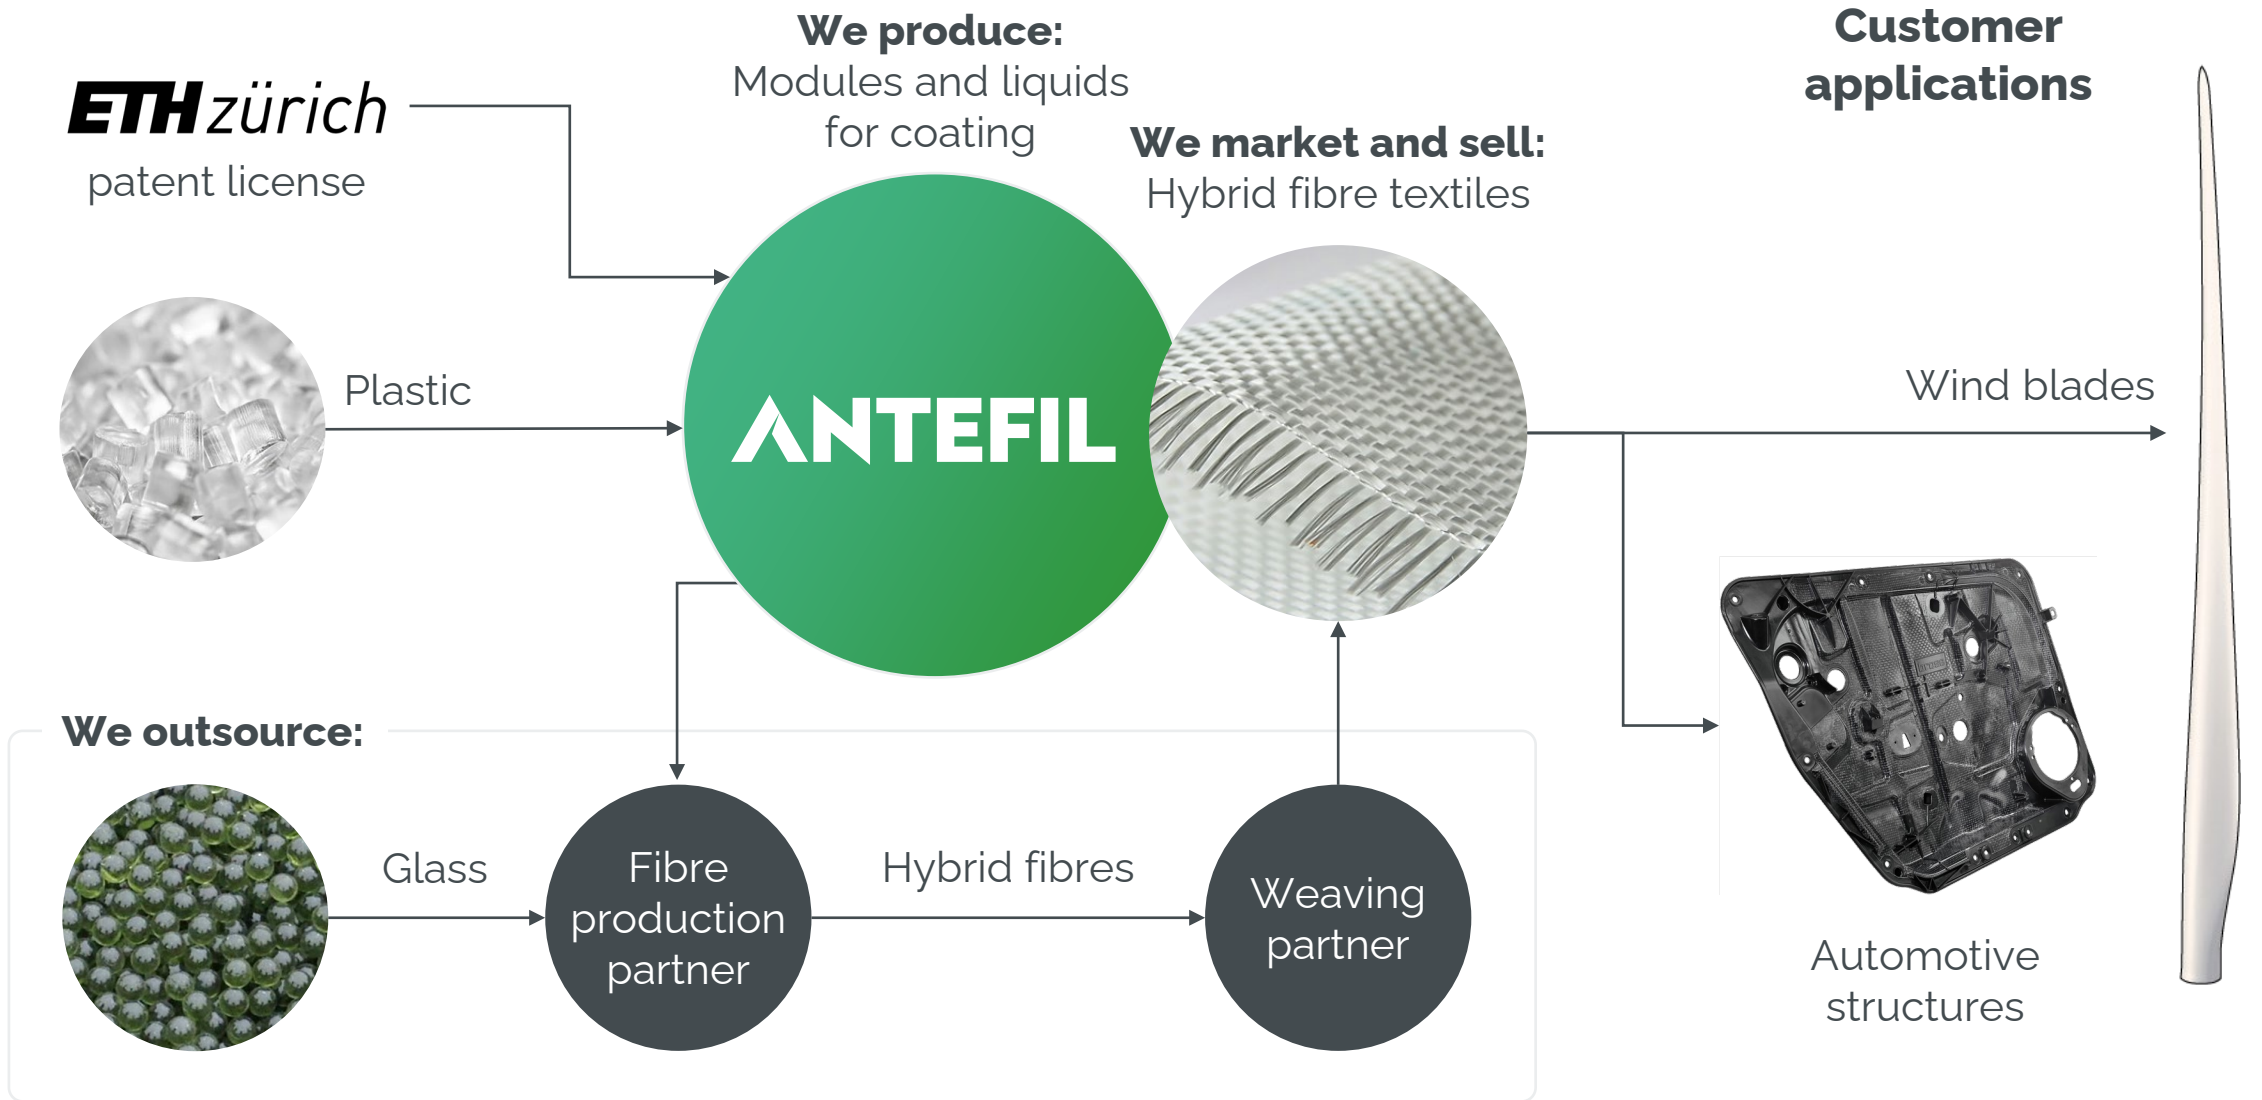 We produce:
Modules and liquids
for coating
Customer
applications
ETH zürich
patent license
We market and sell:
Hybrid fibre textiles
Plastic
ANTEFIL
Wind blades
We outsource:
Glass
Fibre
production
partner
Hybrid fibres
Weaving
partner
Automotive
structures